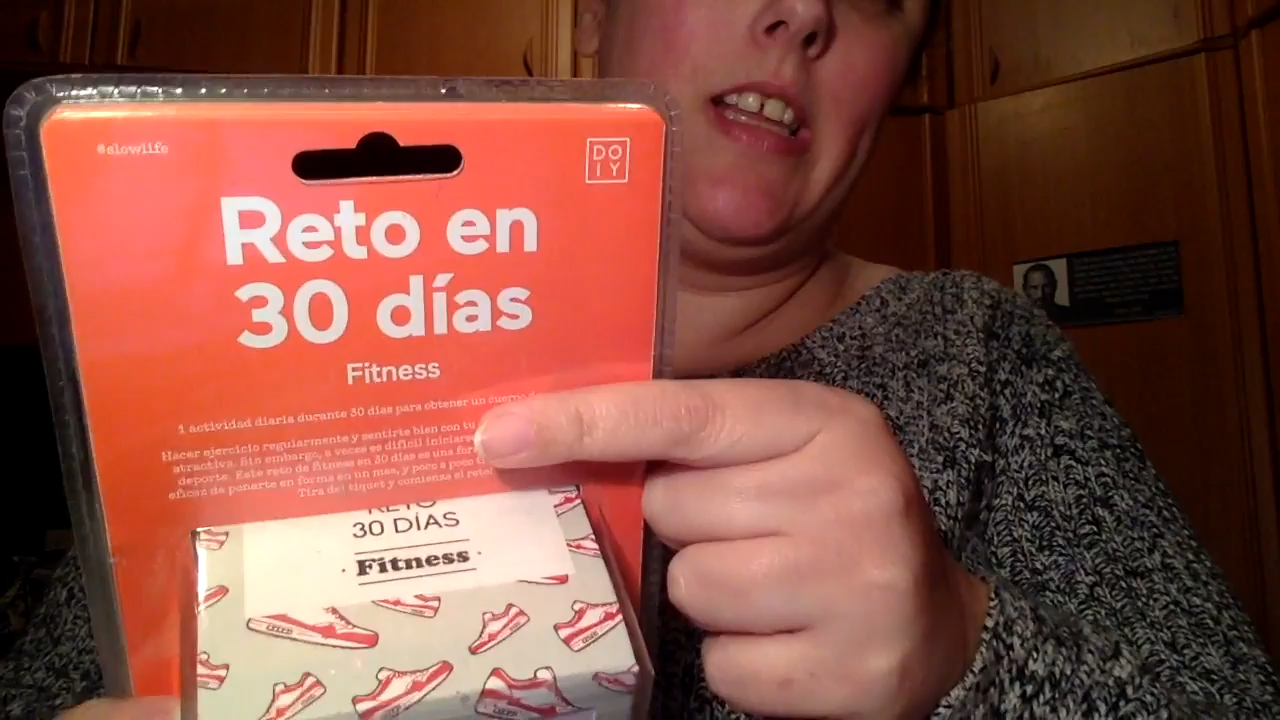 @slowlife
DO
IY
Reto en
30 días
Fitness
1 actividad diaria durante 30 días para obtener un cuerpo
Hacer ejercicio regularmente y sentirte bien con tu
atractiva. Sin embargo, a veces es difícil iniciarse
deporte. Este reto de fitness en 30 días es una
eficaz de ponerte en forma en un mes, y poco a poco
Tira del tiquet y comienza el reto!
RETO
30 DÍAS
Fitness